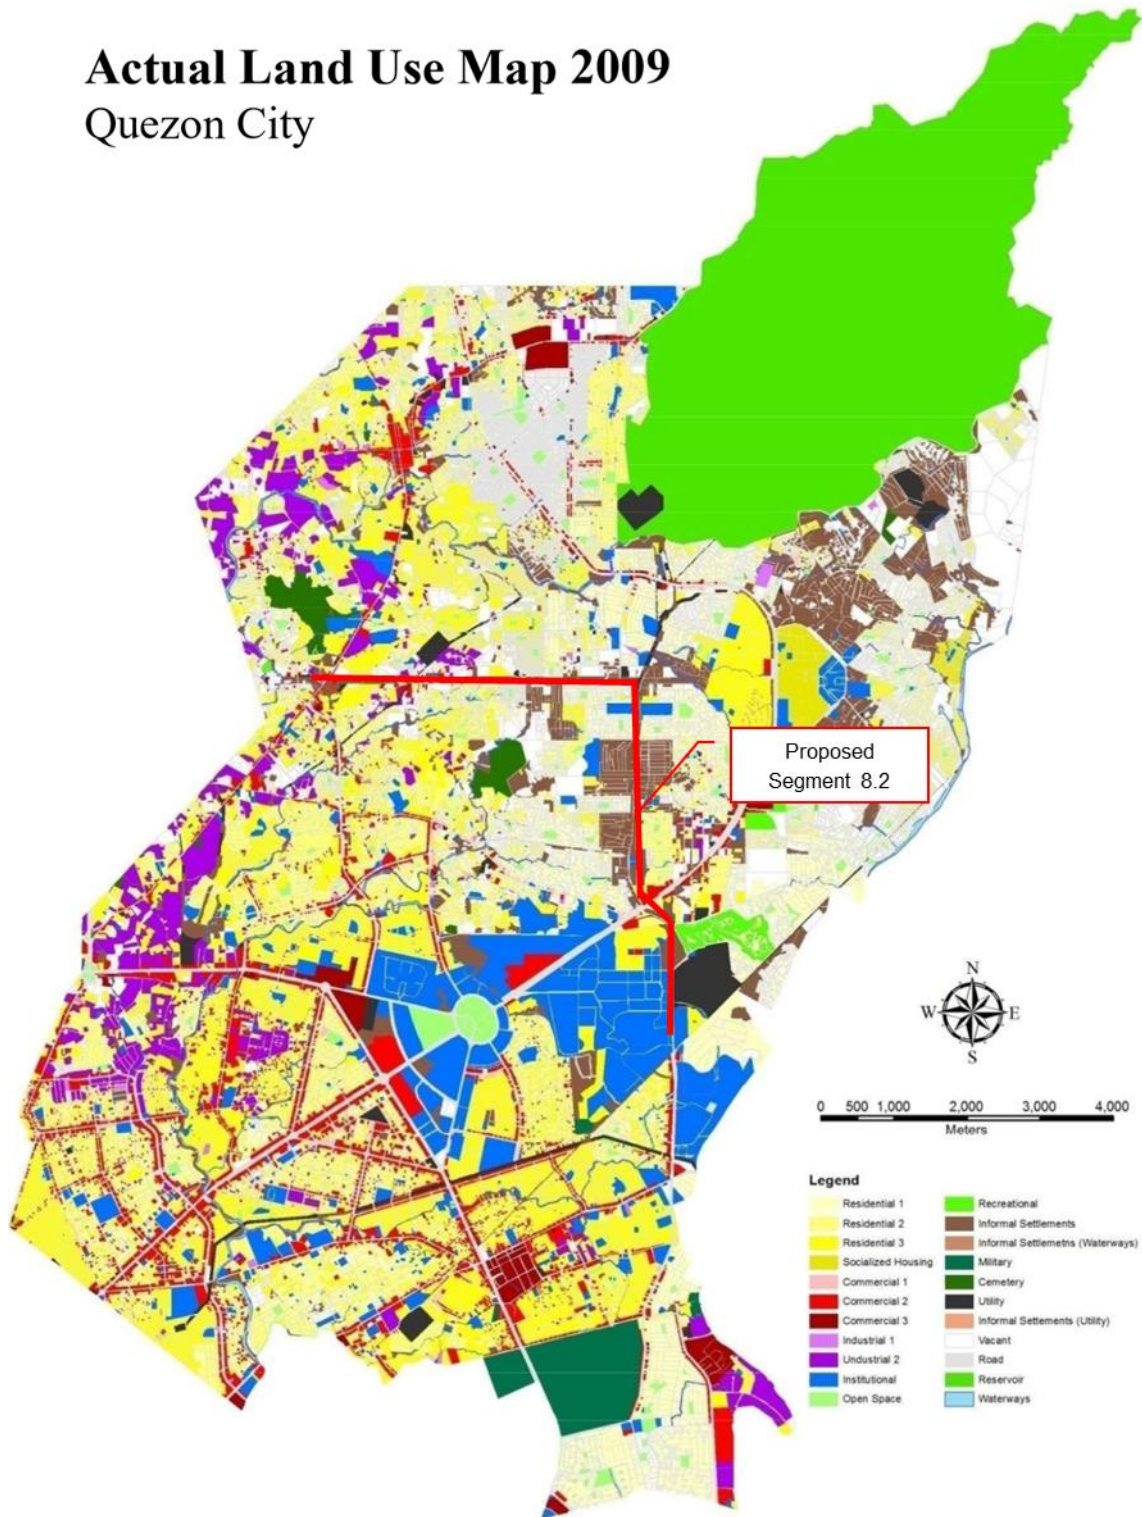 Actual Land Use Map 2009
Quezon City
Proposed
Segment 8.2
N
W
E
S
0 500 1,000 2,000 3,000 4,000
Meters
Legend
Residential 1
Residential 2
Residential 3
Socialized Housing
Commercial 1
Commercial 2
Commercial 3
Industrial 1
Undustrial 2
Institutional
Open Space
Recreational
Informal Settlements
Informal Settlemetns (Waterways)
Military
Cemetery
Utility
Informal Settlements (Utility)
Vacant
Road
Reservoir
Waterways